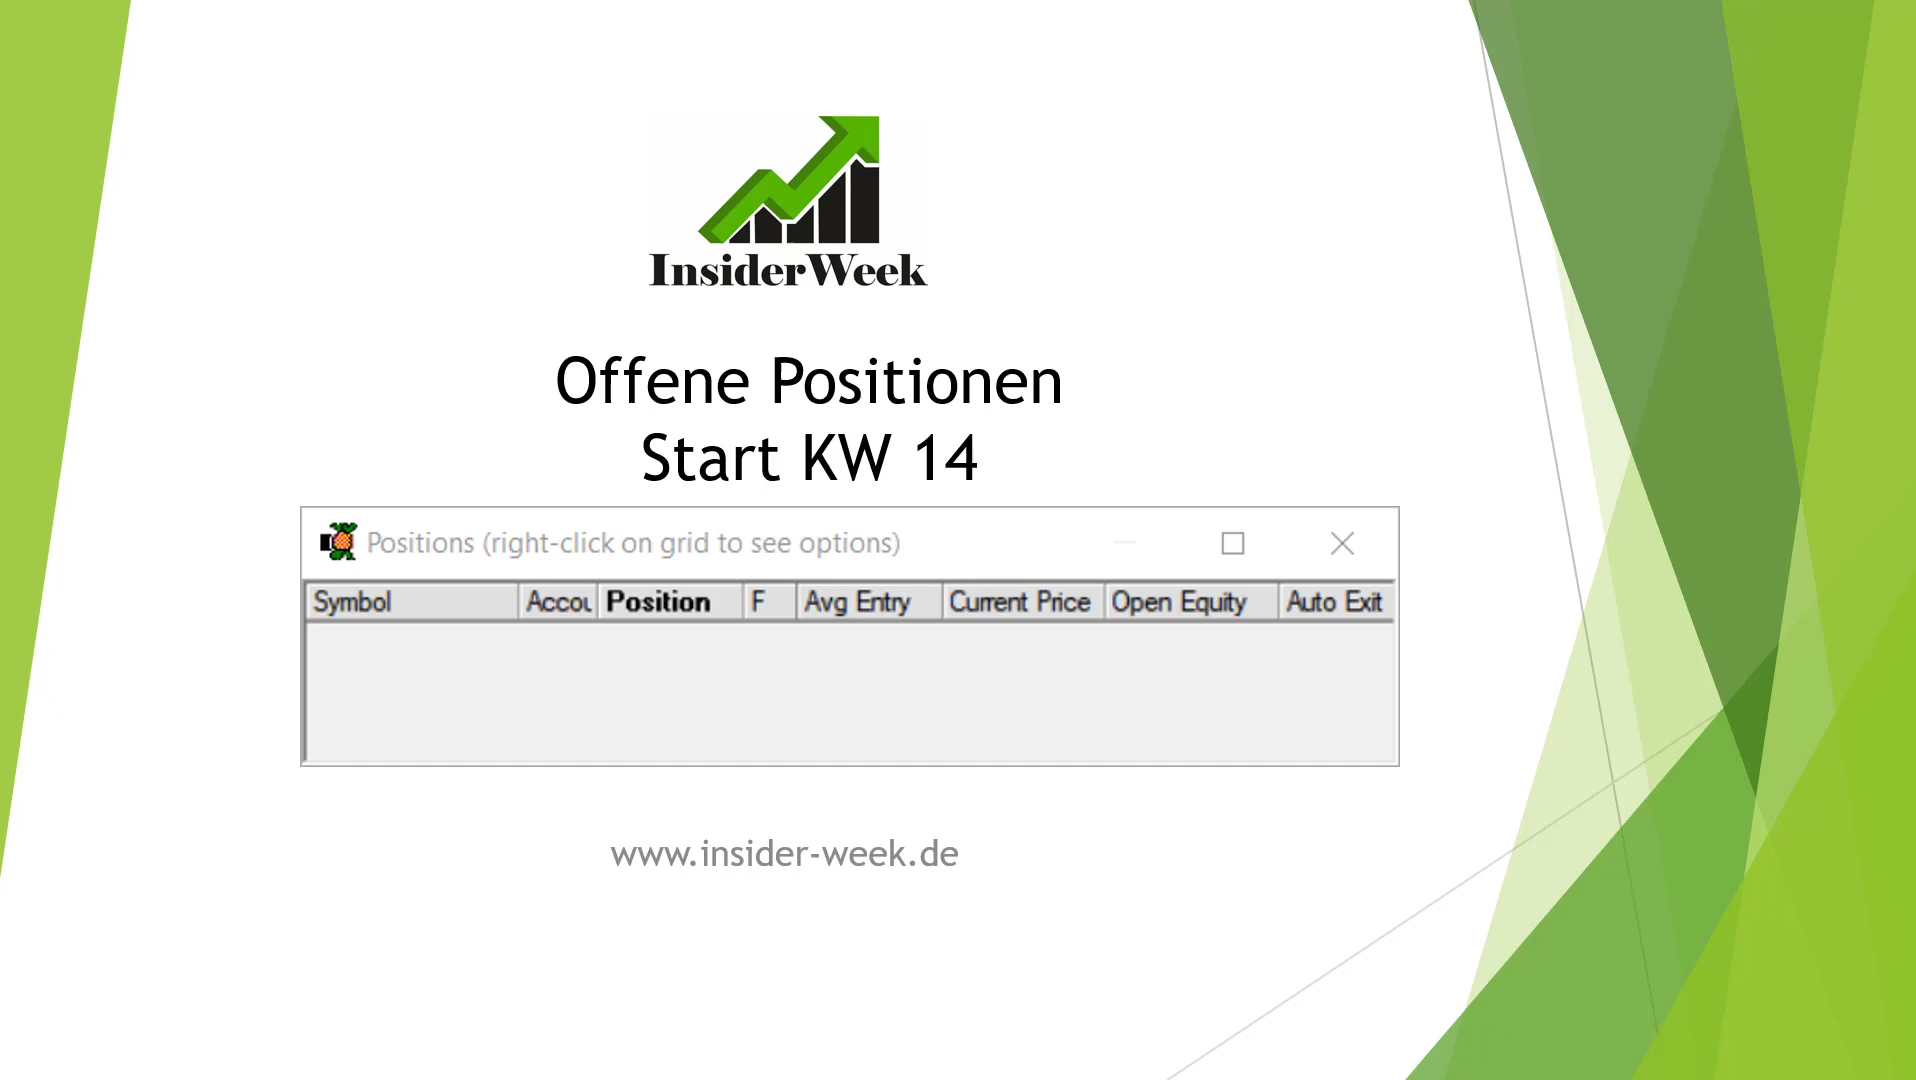 InsiderWeek
Offene Positionen
Start KW 14
Positions (right-click on grid to see options)
Symbol Accou Position F Avg Entry Current Price Open Equity Auto Exit
www.insider-week.de